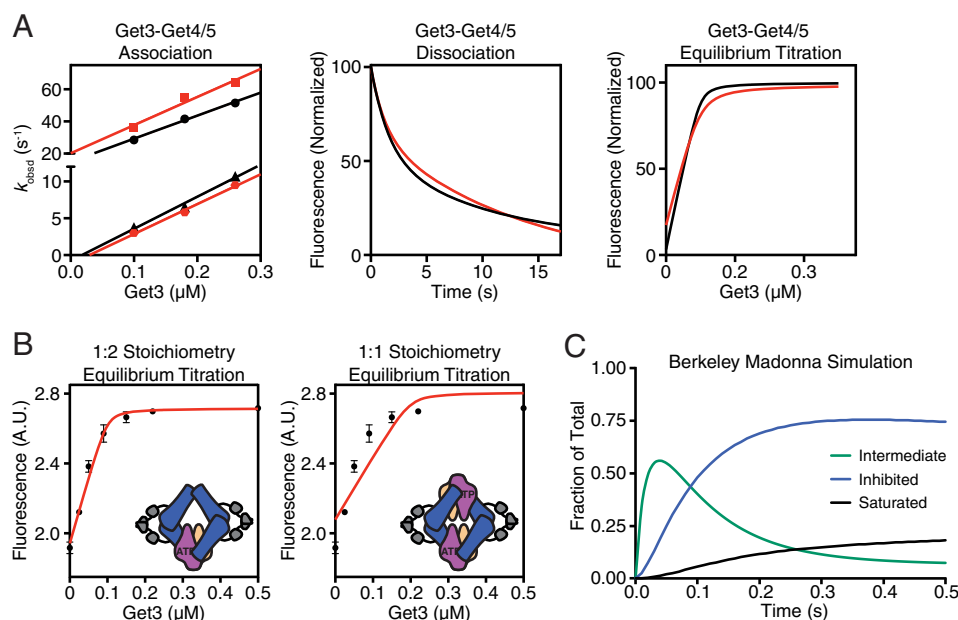 A
Get3-Get4/5
Association
k obsd (s⁻¹)
60
40
20
10
5
0
0.0 0.1 0.2 0.3
Get3 (µM)
Get3-Get4/5
Dissociation
Fluorescence (Normalized)
100
50
0
0 5 10 15
Time (s)
Get3-Get4/5
Equilibrium Titration
Fluorescence (Normalized)
100
50
0
0 0.2 0.3
Get3 (µM)
B
1:2 Stoichiometry
Equilibrium Titration
Fluorescence (A.U.)
2.8
2.4
2.0
ATP
0.0 0.1 0.2 0.3 0.4 0.5
Get3 (µM)
1:1 Stoichiometry
Equilibrium Titration
Fluorescence (A.U.)
2.8
2.4
2.0
TP
ATP
0.0 0.1 0.2 0.3 0.4 0.5
Get3 (µM)
C
Berkeley Madonna Simulation
Fraction of Total
1.00
0.75
0.50
0.25
0.00
Intermediate
Inhibited
Saturated
0.0 0.1 0.2 0.3 0.4 0.5
Time (s)